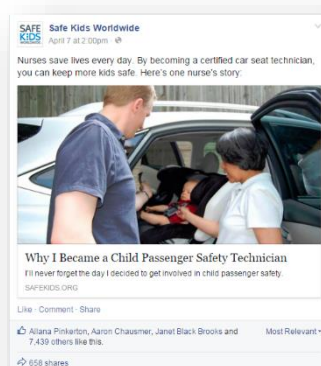 SAFE
KIDS
WORLDWIDE
Safe Kids Worldwide
April 7 at 2:00pm ·
Nurses save lives every day. By becoming a certified car seat technician,
you can keep more kids safe. Here's one nurse's story:
Why I Became a Child Passenger Safety Technician
I'll never forget the day I decided to get involved in child passenger safety.
SAFEKIDS.ORG
Like · Comment · Share
Allana Pinkerton, Aaron Chausmer, Janet Black Brooks and Most Relevant
7,439 others like this.
658 shares